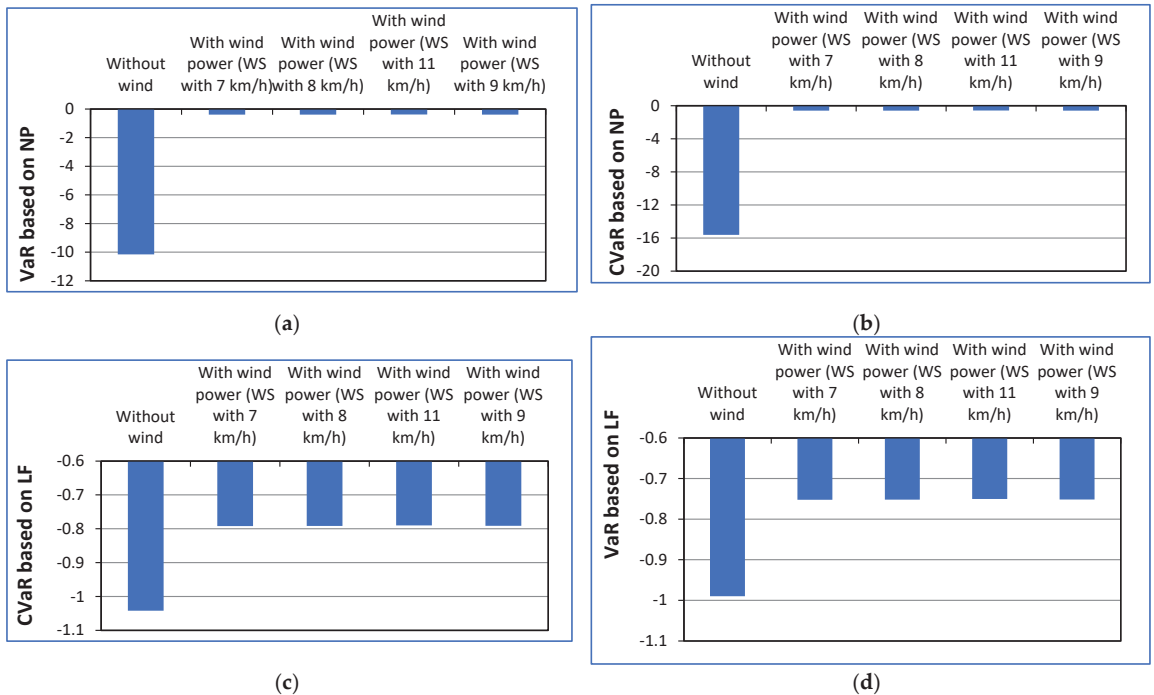 Without
wind
With wind
power (WS
with 7 km/h)
With wind
power (WS
with 8 km/h)
With wind
power (WS
with 11
km/h)
With wind
power (WS
with 9 km/h)
VaR based on NP
0
-2
-4
-6
-8
-10
-12
(a)
Without
wind
With wind
power (WS
with 7
km/h)
With wind
power (WS
with 8
km/h)
With wind
power (WS
with 11
km/h)
With wind
power (WS
with 9
km/h)
CVaR based on NP
0
-4
-8
-12
-16
-20
(b)
Without
wind
With wind
power (WS
with 7
km/h)
With wind
power (WS
with 8
km/h)
With wind
power (WS
with 11
km/h)
With wind
power (WS
with 9
km/h)
CVaR based on LF
-0.6
-0.7
-0.8
-0.9
-1
-1.1
(c)
Without
wind
With wind
power (WS
with 7
km/h)
With wind
power (WS
with 8
km/h)
With wind
power (WS
with 11
km/h)
With wind
power (WS
with 9
km/h)
VaR based on LF
-0.6
-0.7
-0.8
-0.9
-1
-1.1
(d)